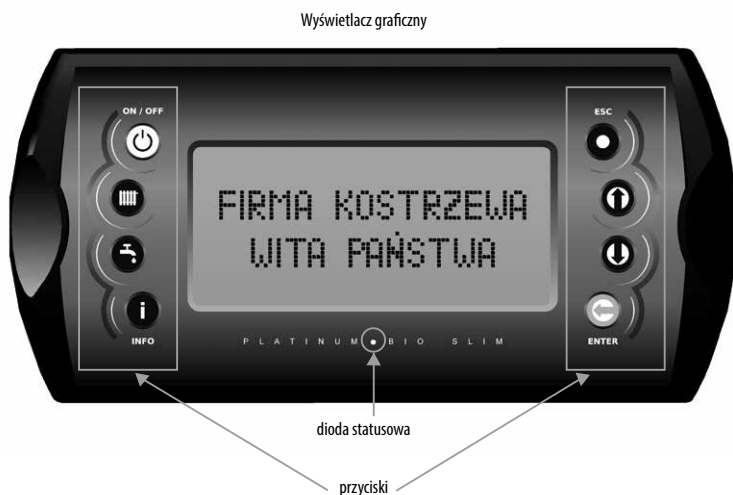 Wyświetlacz graficzny
ON / OFF
ESC
FIRMA KOSTRZEWA
WITA PAŃSTWA
i
INFO
PLATINUM BIO SLIM
ENTER
dioda statusowa
przyciski